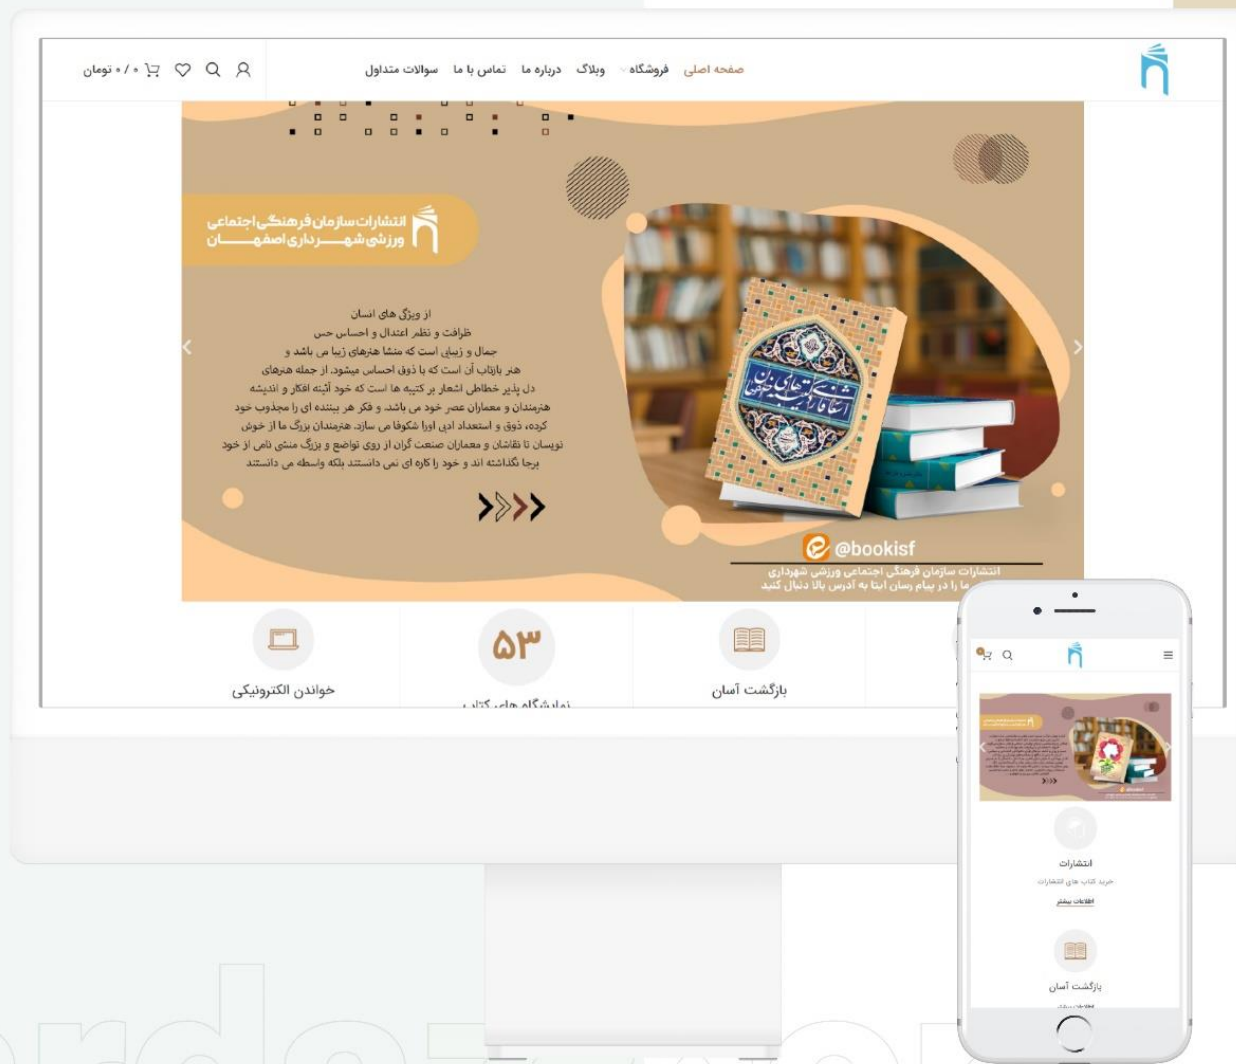 صفحه اصلی فروشگاه وبلاگ درباره ما تماس با ما سوالات متداول
۰ / ۰ تومان
انتشارات سازمان فرهنگی اجتماعی
ورزشی شهرداری اصفهان
از ویژگی های انسان
ظرافت و نظم اعتدال و احساس حس
جمال و زیبایی است که منشا هنرهای زیبا می باشد و
هنر بازتاب آن است که با ذوق احساس میشود. از جمله هنرهای
دل پذیر خطاطی اشعار بر کتیبه ها است که خود آئینه افکار و اندیشه
هنرمندان و معماران عصر خود می باشد. و فکر هر بیننده ای را مجذوب خود
کرده، ذوق و استعداد ادبی اورا شکوفا می سازد. هنرمندان بزرگ ما از خوش
نویسان تا نقاشان و معماران صنعت گران از روی تواضع و بزرگ منشی نامی از خود
برجا نگذاشته اند و خود را کاره ای نمی دانستند بلکه واسطه می دانستند
@bookisf
انتشارات سازمان فرهنگی اجتماعی ورزشی شهرداری
ما را در پیام رسان ایتا به آدرس بالا دنبال کنید
بازگشت آسان
۵۳
نمایشگاه های کتاب
خواندن الکترونیکی
انتشارات
خرید کتاب های انتشارات
اطلاعات بیشتر
بازگشت آسان
اطلاعات بیشتر